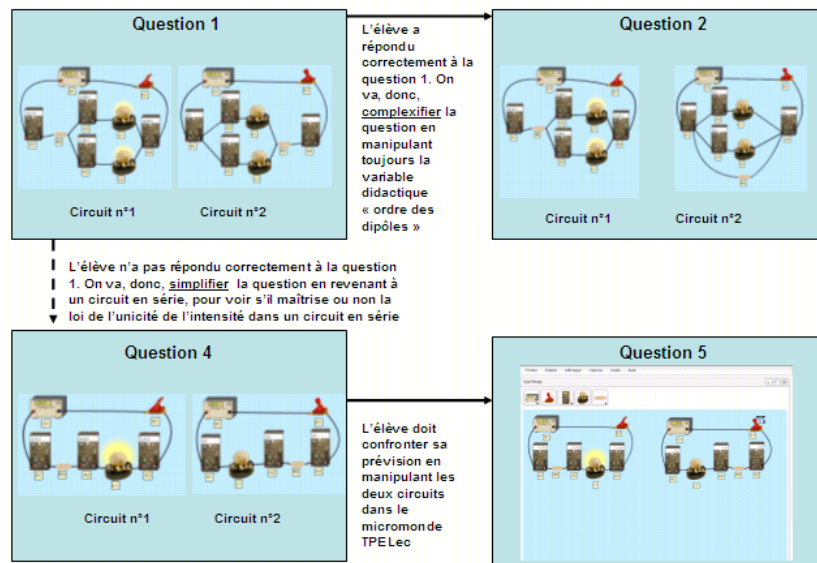 Question 1
Circuit n°1
Circuit n°2
L'élève a
répondu
correctement à la
question 1. On
va, donc,
complexifier la
question en
manipulant
toujours la
variable
didactique
« ordre des
dipôles »
Question 2
Circuit n°1
Circuit n°2
L'élève n'a pas répondu correctement à la question
1. On va, donc, simplifier la question en revenant à
un circuit en série, pour voir s'il maîtrise ou non la
loi de l'unicité de l'intensité dans un circuit en série
Question 4
Circuit n°1
Circuit n°2
L'élève doit
confronter sa
prévision en
manipulant les
deux circuits
dans le
micromonde
TPELec
Question 5